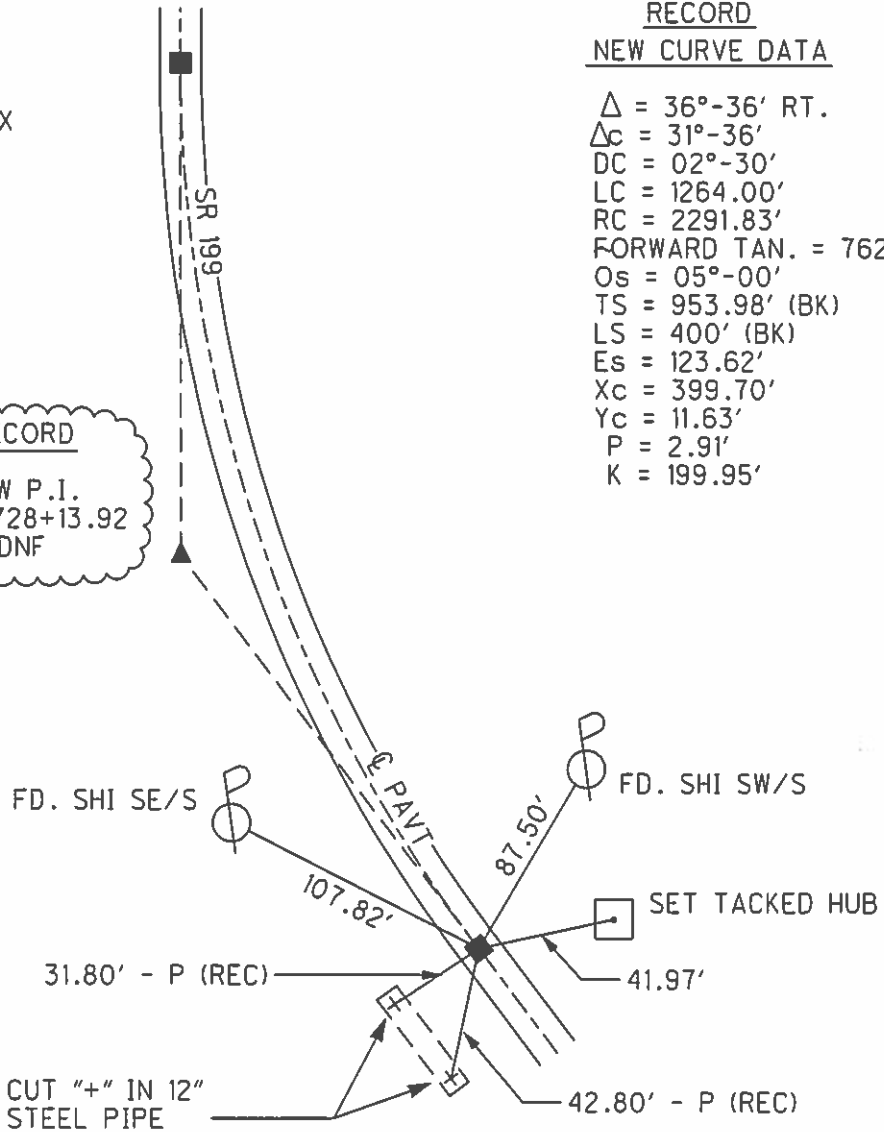 RECORD
NEW CURVE DATA
X
Δ = 36°-36' RT.
Δc = 31°-36'
DC = 02°-30'
LC = 1264.00'
RC = 2291.83'
FORWARD TAN. = 762
Os = 05°-00'
TS = 953.98' (BK)
LS = 400' (BK)
Es = 123.62'
Xc = 399.70'
Yc = 11.63'
P = 2.91'
K = 199.95'
SR 199
CORD
W P.I.
728+13.92
DNF
℄ PAVT
FD. SHI SE/S
FD. SHI SW/S
87.50'
107.82'
SET TACKED HUB
31.80' - P (REC)
41.97'
CUT "+" IN 12"
STEEL PIPE
42.80' - P (REC)